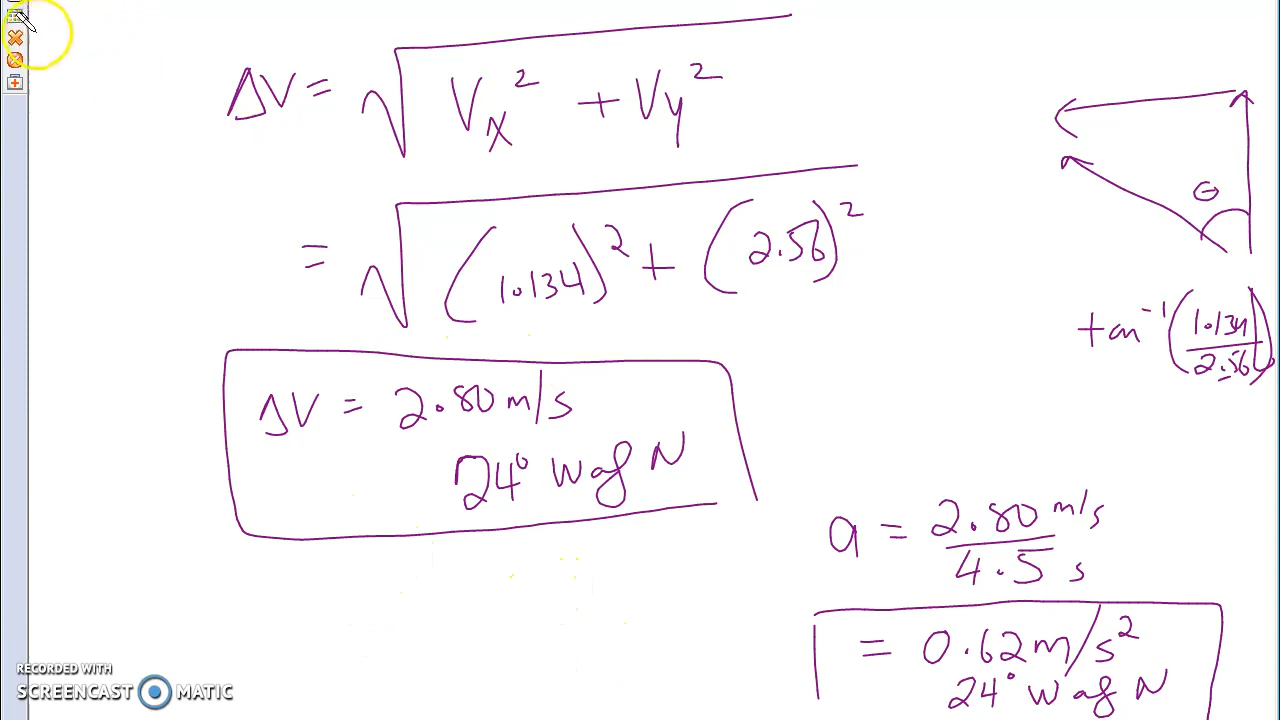 ΔV = √(Vx² + Vy²)
= √((1.134)² + (2.56)²)
θ
tan⁻¹(1.134/2.56)
ΔV = 2.80 m/s
24° W of N
a = 2.80 m/s / 4.5 s
= 0.62 m/s²
24° W of N
RECORDED WITH
SCREENCAST MATIC